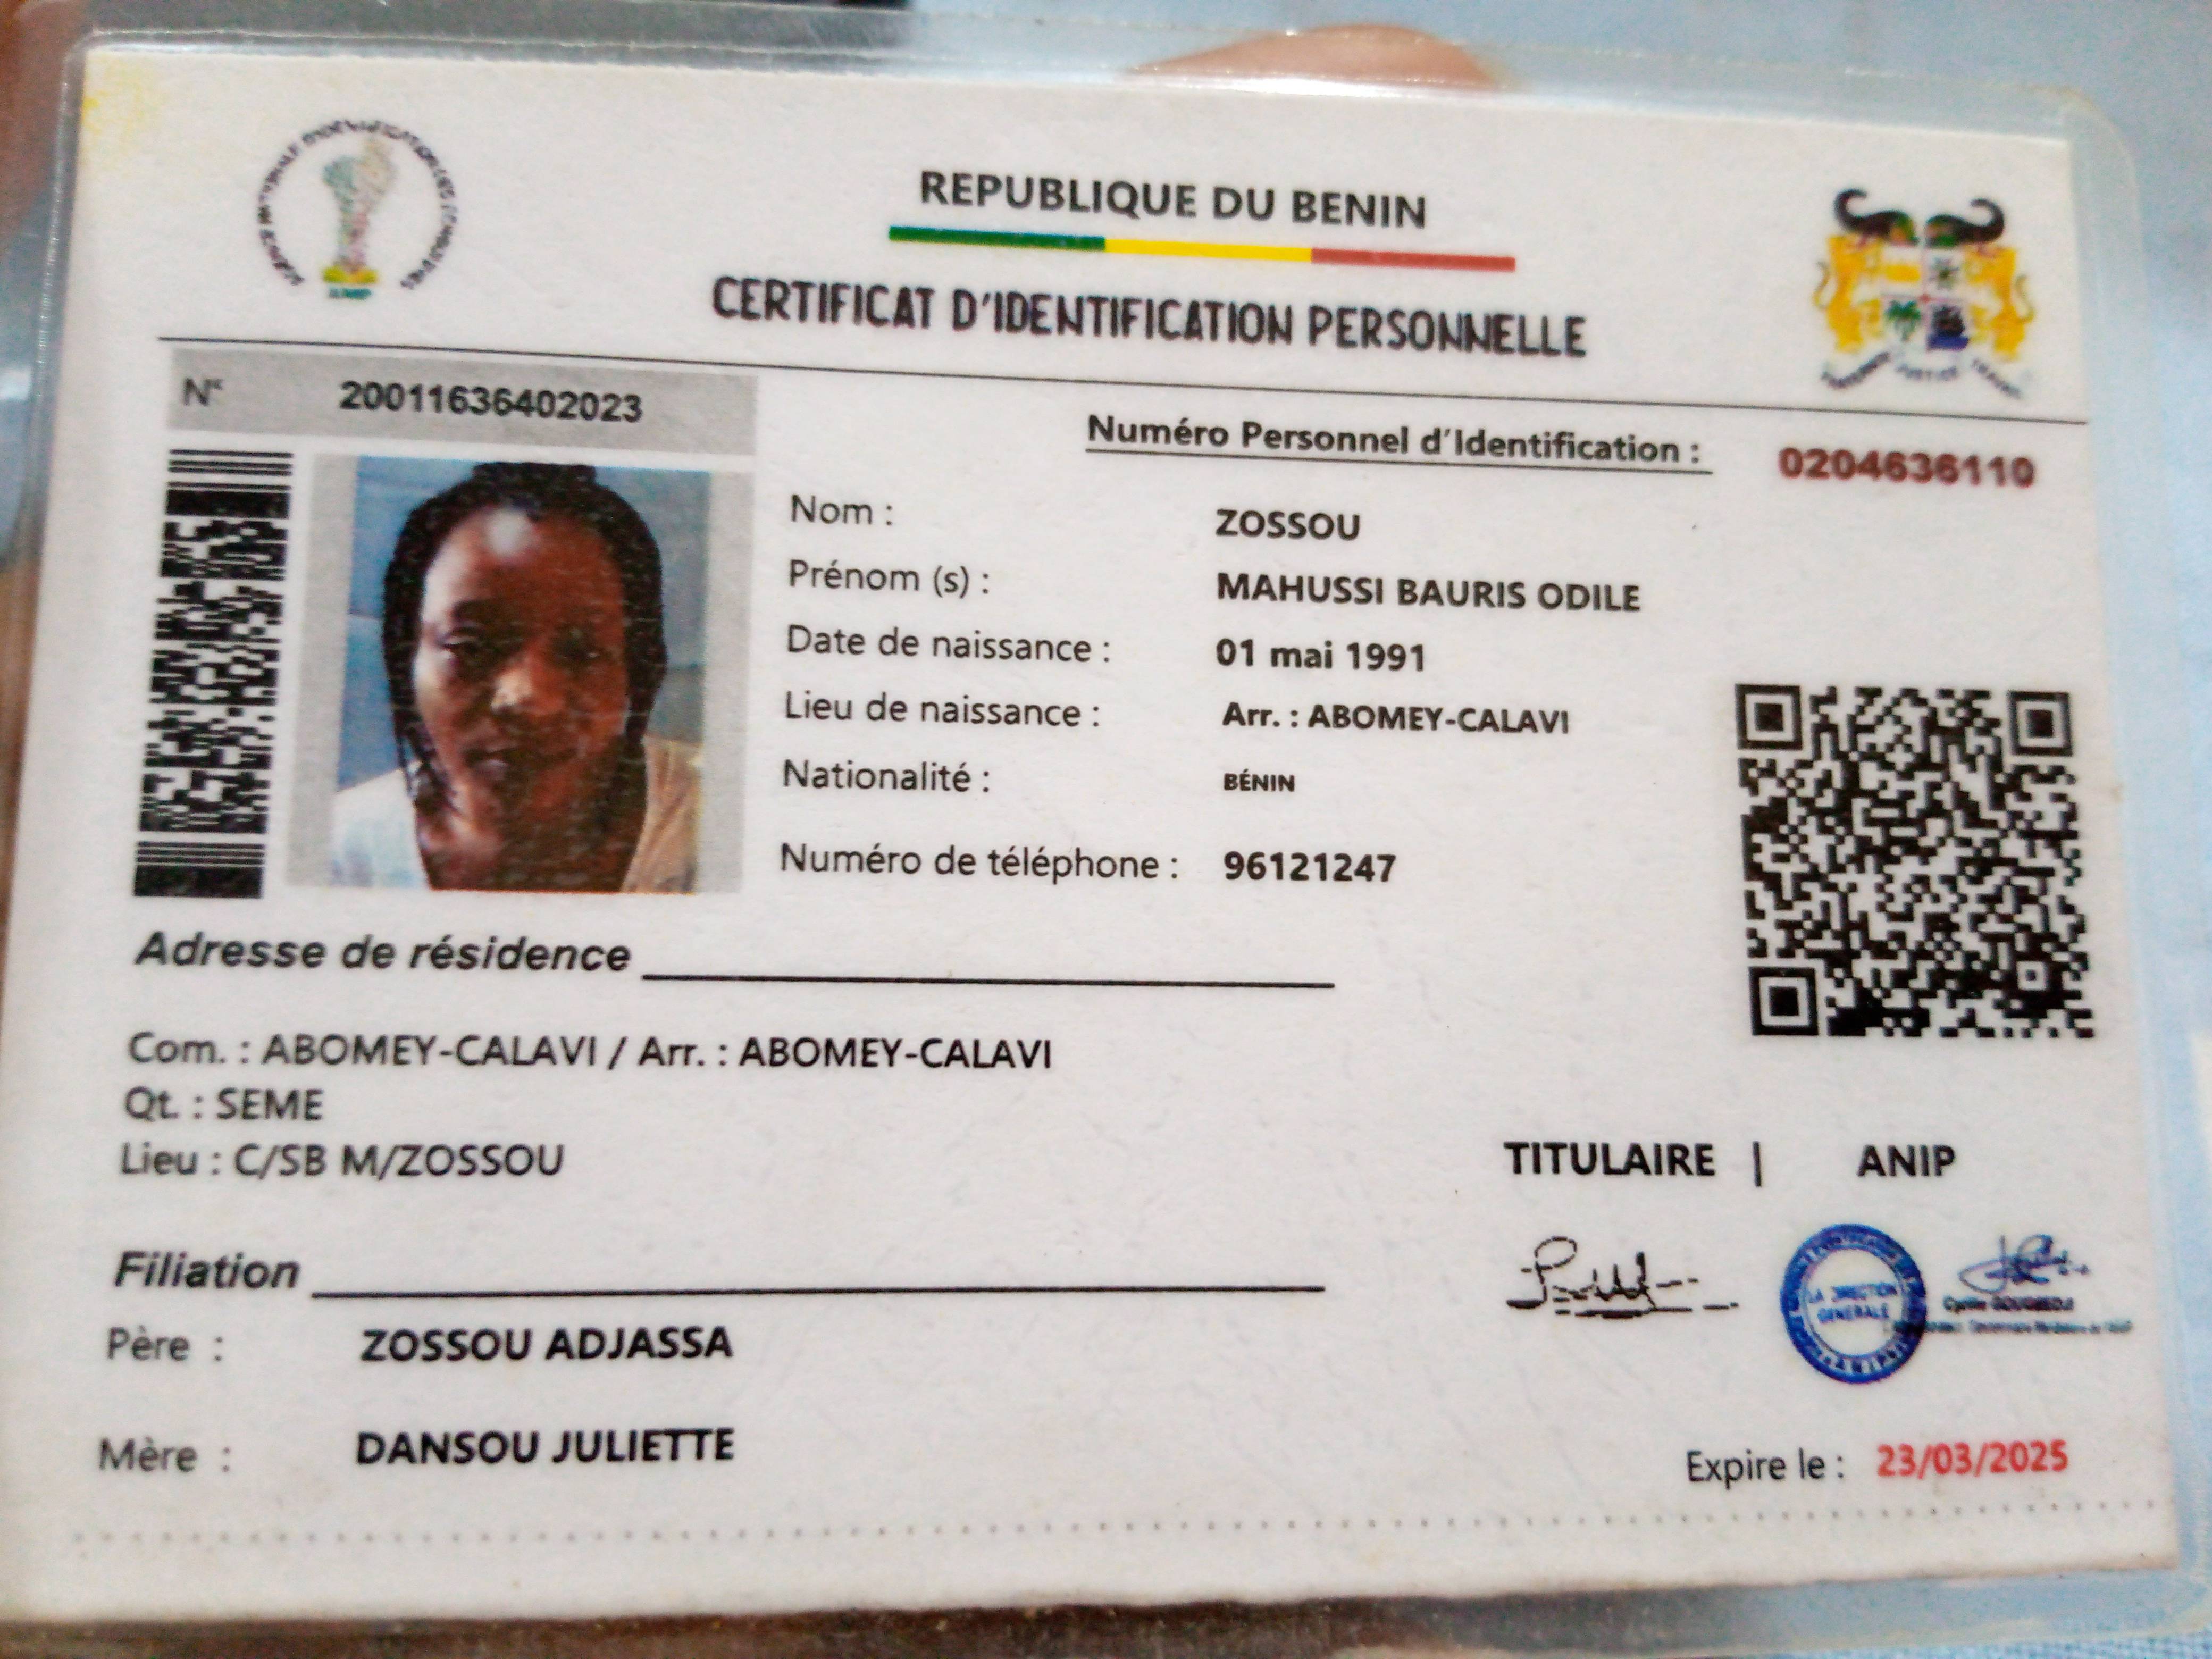 REPUBLIQUE DU BENIN
CERTIFICAT D'IDENTIFICATION PERSONNELLE
N° 20011636402023
Numéro Personnel d'Identification : 0204636110
Nom : ZOSSOU
Prénom (s) : MAHUSSI BAURIS ODILE
Date de naissance : 01 mai 1991
Lieu de naissance : Arr. : ABOMEY-CALAVI
Nationalité : BÉNIN
Numéro de téléphone : 96121247
Adresse de résidence
Com. : ABOMEY-CALAVI / Arr. : ABOMEY-CALAVI
Qt. : SEME
Lieu : C/SB M/ZOSSOU
TITULAIRE | ANIP
LA DIRECTION
GENERALE
Filiation
Père : ZOSSOU ADJASSA
Mère : DANSOU JULIETTE
Expire le : 23/03/2025